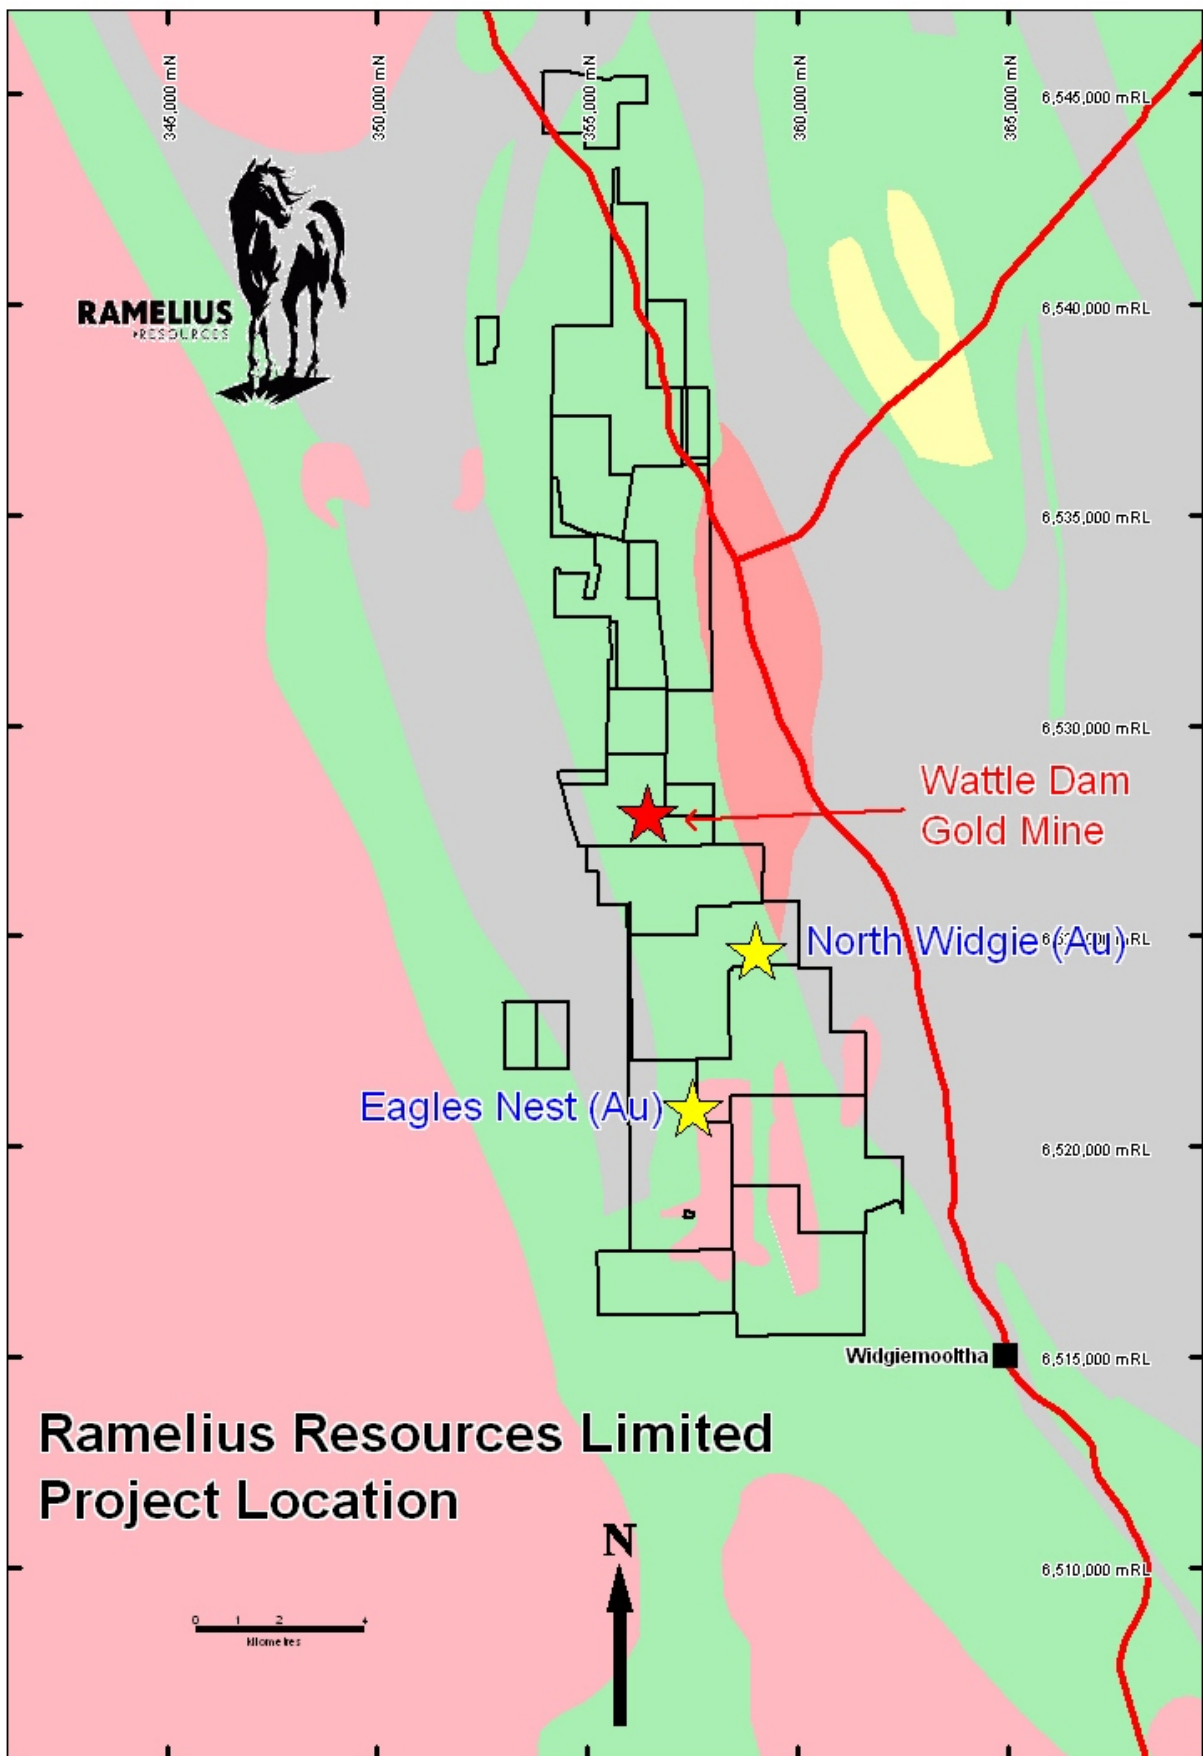 345,000 mN
350,000 mN
355,000 mN
360,000 mN
365,000 mN
6,545,000 mRL
RAMELIUS
RESOURCES
6,540,000 mRL
6,535,000 mRL
6,530,000 mRL
Wattle Dam
Gold Mine
North Widgie (Au)
Eagles Nest (Au)
6,520,000 mRL
Widgiemooltha
6,515,000 mRL
Ramelius Resources Limited
Project Location
N
6,510,000 mRL
0 1 2 4
kilometres